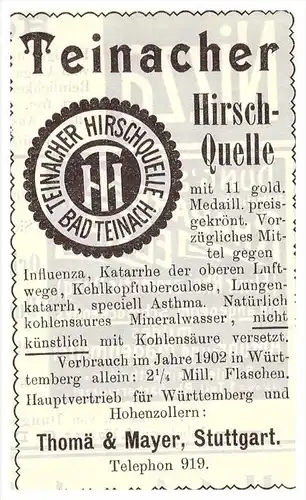 Teinacher
Hirsch-
Quelle
TEINACHER HIRSCHQUELLE
BAD TEINACH
TH
mit 11 gold.
Medaill. preis-
gekrönt. Vor-
zügliches Mit-
tel gegen
Influenza, Katarrhe der oberen Luft-
wege, Kehlkopftuberculose, Lungen-
katarrh, speciell Asthma. Natürlich
kohlensaures Mineralwasser, nicht
künstlich mit Kohlensäure versetzt.
Verbrauch im Jahre 1902 in Würt-
temberg allein: 2¼ Mill. Flaschen.
Hauptvertrieb für Württemberg und
Hohenzollern:
Thomä & Mayer, Stuttgart.
Telephon 919.